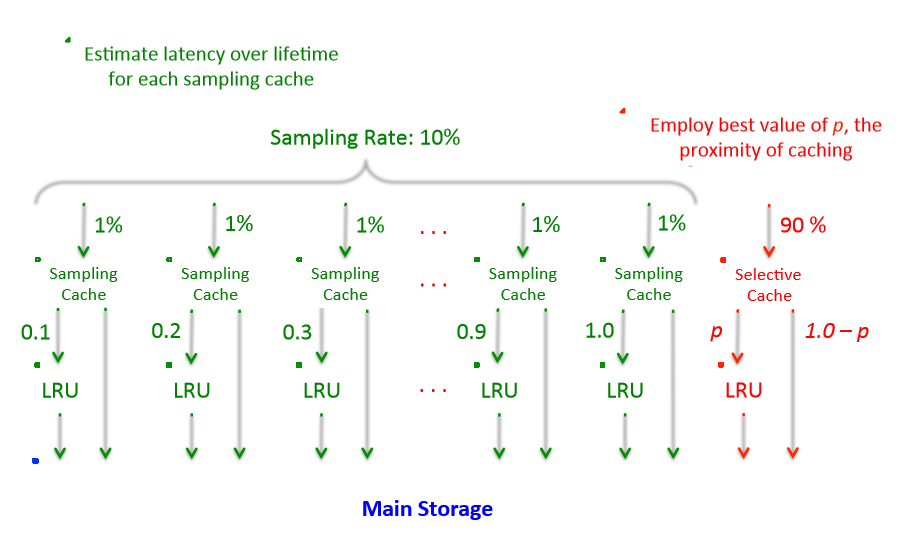 Estimate latency over lifetime
for each sampling cache
Employ best value of p, the
proximity of caching
Sampling Rate: 10%
1% 1% 1% . . . 1% 1% 90 %
Sampling Sampling Sampling . . . Sampling Sampling Selective
Cache Cache Cache Cache Cache Cache
0.1 0.2 0.3 0.9 1.0 p 1.0 – p
LRU LRU LRU . . . LRU LRU LRU
Main Storage